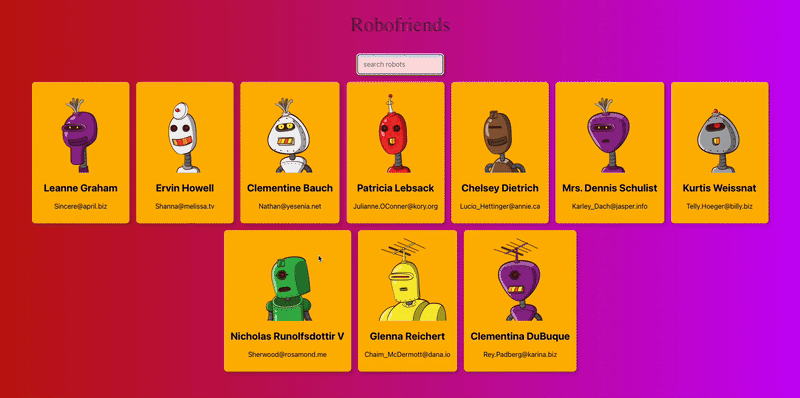 Robofriends
search robots
Leanne Graham
Sincere@april.biz
Ervin Howell
Shanna@melissa.tv
Clementine Bauch
Nathan@yesenia.net
Patricia Lebsack
Julianne.OConner@kory.org
Chelsey Dietrich
Lucio_Hettinger@annie.ca
Mrs. Dennis Schulist
Karley_Dach@jasper.info
Kurtis Weissnat
Telly.Hoeger@billy.biz
Nicholas Runolfsdottir V
Sherwood@rosamond.me
Glenna Reichert
Chaim_McDermott@dana.io
Clementina DuBuque
Rey.Padberg@karina.biz